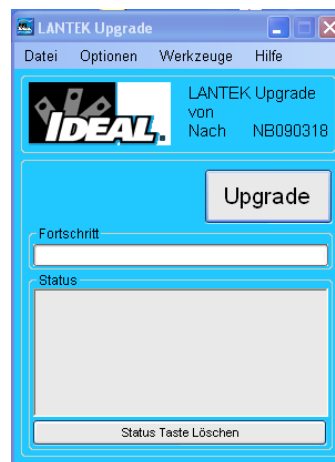 LANTEK Upgrade
Datei Optionen Werkzeuge Hilfe
IDEAL.
LANTEK Upgrade
von
Nach NB090318
Upgrade
Fortschritt
Status
Status Taste Löschen